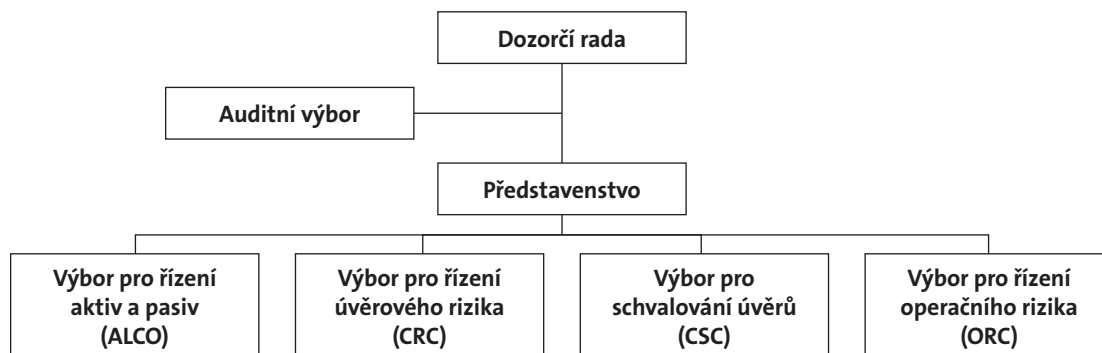 Dozorčí rada
Auditní výbor
Představenstvo
Výbor pro řízení
aktiv a pasiv
(ALCO)
Výbor pro řízení
úvěrového rizika
(CRC)
Výbor pro
schvalování úvěrů
(CSC)
Výbor pro řízení
operačního rizika
(ORC)